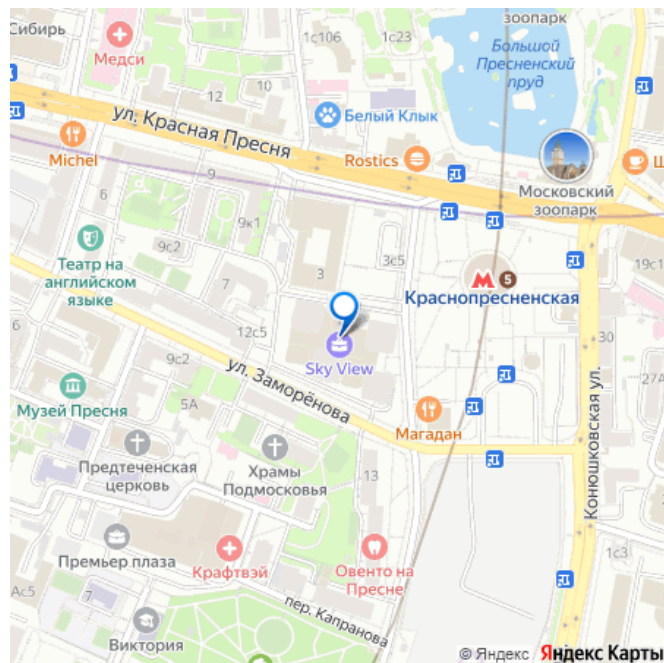 зоопарк
Сибирь
1с106
1с23
Большой
Пресненский
пруд
Медси
12
10
ул. Красная Пресня
Белый Клык
Michel
Rostics
Ш
Московский
зоопарк
9
6
9к1
9с2
3с5
19с1
Театр на
английском
языке
7
3
5
Краснопресненская
12с5
6
30
Sky View
9с2
ул. Заморёнова
27А
5А
Музей Пресня
Магадан
Конюшковская ул.
Предтеченская
церковь
Храмы
Подмосковья
13
Премьер плаза
Крафтвэй
Овенто на
Пресне
1с3
Ас5
7
пер. Капранова
Виктория
© Яндекс
Яндекс Карты